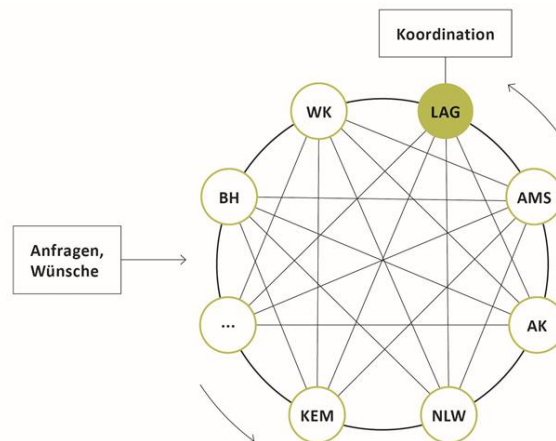 Koordination
WK
LAG
BH
AMS
Anfragen,
Wünsche
...
AK
KEM
NLW